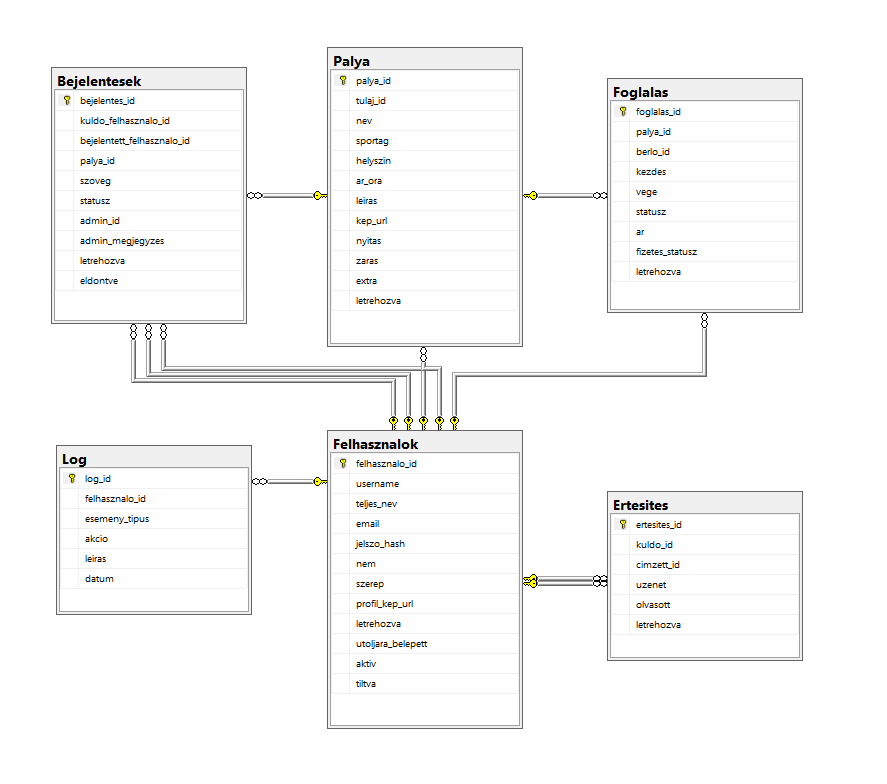 Bejelentesek
bejelentes_id
kuldo_felhasznalo_id
bejelentett_felhasznalo_id
palya_id
szoveg
statusz
admin_id
admin_megjegyzes
letrehozva
eldontve
Palya
palya_id
tulaj_id
nev
sportag
helyszin
ar_ora
leiras
kep_url
nyitas
zaras
extra
letrehozva
Foglalas
foglalas_id
palya_id
berlo_id
kezdes
vege
statusz
ar
fizetes_statusz
letrehozva
Log
log_id
felhasznalo_id
esemeny_tipus
akcio
leiras
datum
Felhasznalok
felhasznalo_id
username
teljes_nev
email
jelszo_hash
nem
szerep
profil_kep_url
letrehozva
utoljara_belepett
aktiv
tiltva
Ertesites
ertesites_id
kuldo_id
cimzett_id
uzenet
olvasott
letrehozva